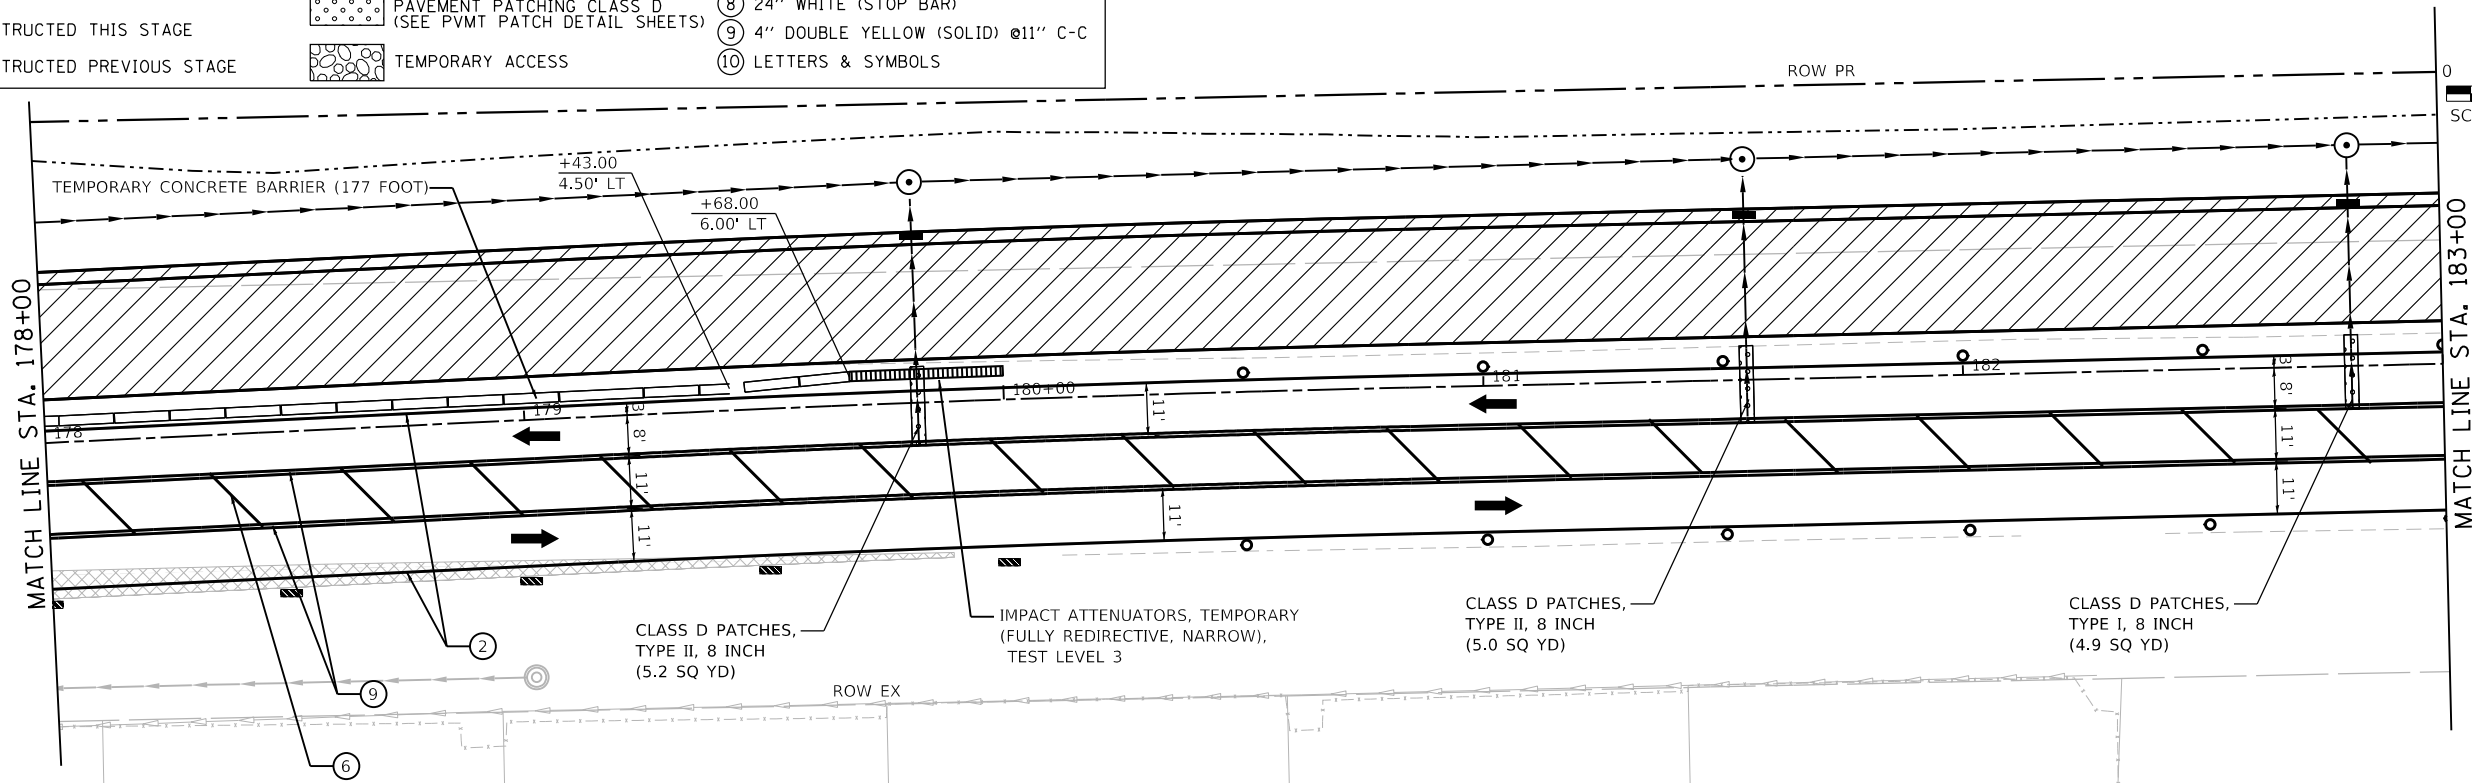 TRUCTED THIS STAGE
TRUCTED PREVIOUS STAGE
PAVEMENT PATCHING CLASS D
(SEE PVMT PATCH DETAIL SHEETS)
TEMPORARY ACCESS
8 24" WHITE (STOP BAR)
9 4" DOUBLE YELLOW (SOLID) @11" C-C
10 LETTERS & SYMBOLS
ROW PR
0
SC
TEMPORARY CONCRETE BARRIER (177 FOOT)
+43.00
4.50' LT
+68.00
6.00' LT
MATCH LINE STA. 178+00
MATCH LINE STA. 183+00
178
179
180+00
181
182
3'
8'
11'
11'
11'
11'
3'
8'
11'
11'
CLASS D PATCHES,
TYPE II, 8 INCH
(5.2 SQ YD)
IMPACT ATTENUATORS, TEMPORARY
(FULLY REDIRECTIVE, NARROW),
TEST LEVEL 3
CLASS D PATCHES,
TYPE II, 8 INCH
(5.0 SQ YD)
CLASS D PATCHES,
TYPE I, 8 INCH
(4.9 SQ YD)
2
9
6
ROW EX